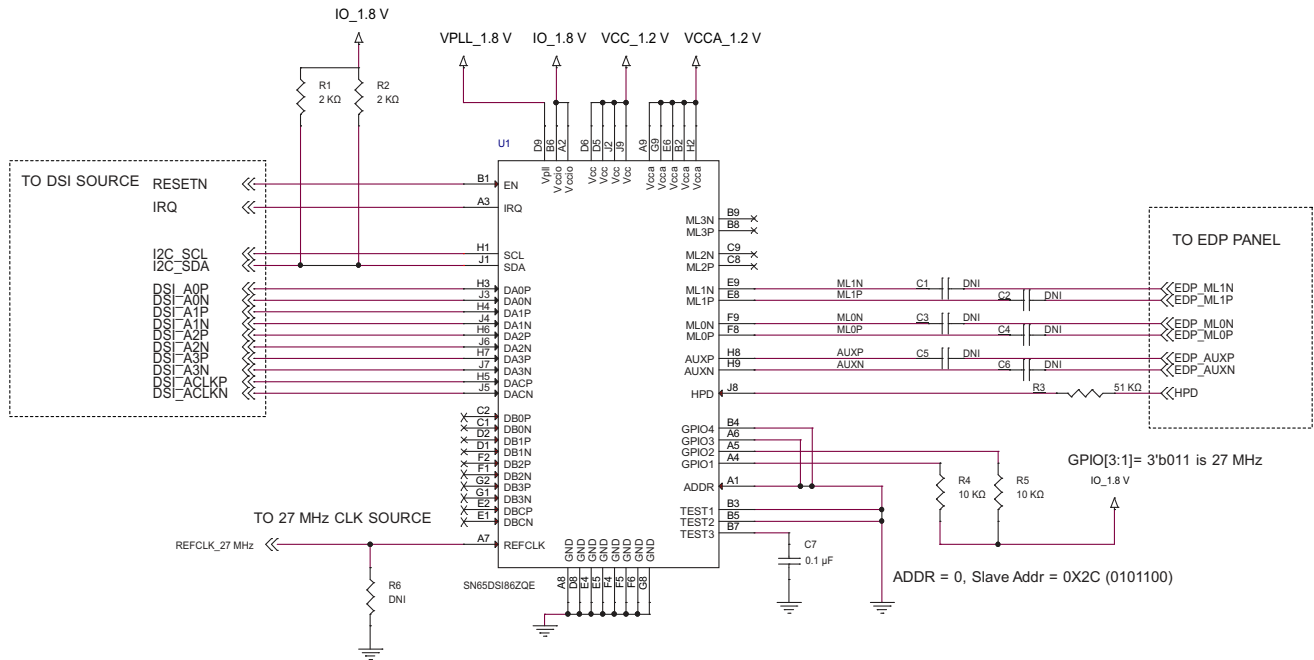 IO_1.8 V
R1
2 KΩ
R2
2 KΩ
VPLL_1.8 V
IO_1.8 V
VCC_1.2 V
VCCA_1.2 V
U1
D9
B6
A2
D6
D5
J2
J9
A9
G9
E6
B2
H2
Vpll
Vccio
Vccio
Vcc
Vcc
Vcc
Vcc
Vcca
Vcca
Vcca
Vcca
Vcca
TO DSI SOURCE
RESETN
B1
EN
IRQ
A3
IRQ
I2C_SCL
H1
SCL
I2C_SDA
J1
SDA
DSI_A0P
H3
DA0P
DSI_A0N
J3
DA0N
DSI_A1P
H4
DA1P
DSI_A1N
J4
DA1N
DSI_A2P
H6
DA2P
DSI_A2N
J6
DA2N
DSI_A3P
H7
DA3P
DSI_A3N
J7
DA3N
DSI_ACLKP
H5
DACP
DSI_ACLKN
J5
DACN
C2
DB0P
C1
DB0N
D2
DB1P
D1
DB1N
F2
DB2P
F1
DB2N
G2
DB3P
G1
DB3N
E2
DBCP
E1
DBCN
TO 27 MHz CLK SOURCE
REFCLK_27 MHz
A7
REFCLK
R6
DNI
SN65DSI86ZQE
GND
GND
GND
GND
GND
GND
GND
GND
A8
D8
E4
E5
F4
F5
F6
G8
ML3N
B9
ML3P
B8
ML2N
C9
ML2P
C8
ML1N
E9
ML1N
C1
DNI
EDP_ML1N
ML1P
E8
ML1P
C2
DNI
EDP_ML1P
ML0N
F9
ML0N
C3
DNI
EDP_ML0N
ML0P
F8
ML0P
C4
DNI
EDP_ML0P
AUXP
H8
AUXP
C5
DNI
EDP_AUXP
AUXN
H9
AUXN
C6
DNI
EDP_AUXN
HPD
J8
R3
51 KΩ
HPD
TO EDP PANEL
GPIO4
B4
GPIO3
A6
GPIO2
A5
GPIO1
A4
ADDR
A1
TEST1
B3
TEST2
B5
TEST3
B7
C7
0.1 µF
R4
10 KΩ
R5
10 KΩ
GPIO[3:1]= 3'b011 is 27 MHz
IO_1.8 V
ADDR = 0, Slave Addr = 0X2C (0101100)